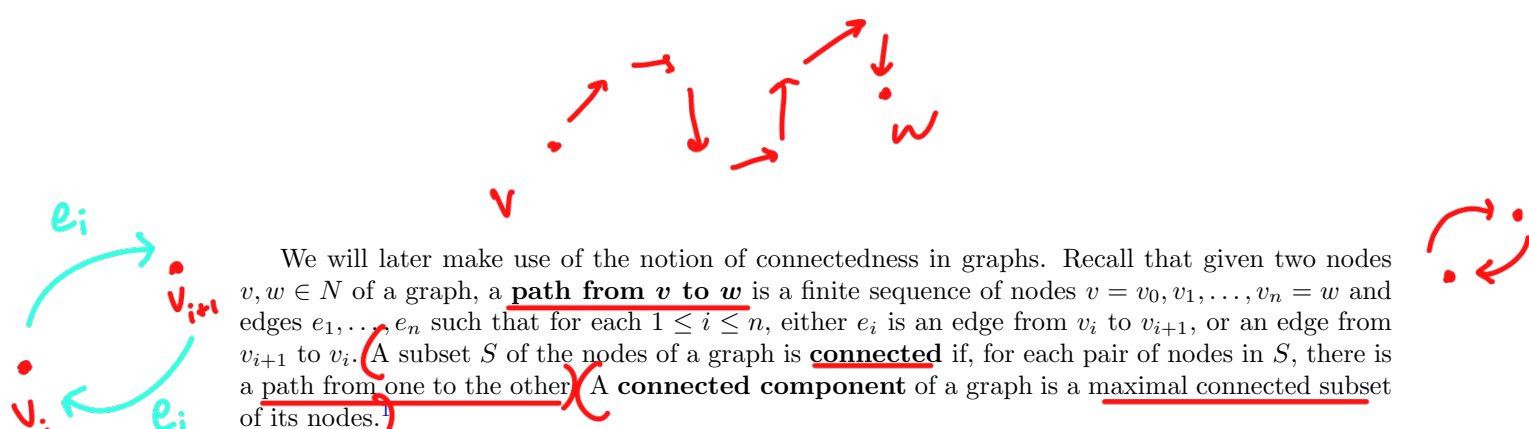 w
v
e_i
v_{i+1}
We will later make use of the notion of connectedness in graphs. Recall that given two nodes
v, w ∈ N of a graph, a path from v to w is a finite sequence of nodes v = v_0, v_1, . . . , v_n = w and
edges e_1, . . . , e_n such that for each 1 ≤ i ≤ n, either e_i is an edge from v_i to v_{i+1}, or an edge from
v_{i+1} to v_i. A subset S of the nodes of a graph is connected if, for each pair of nodes in S, there is
a path from one to the other. A connected component of a graph is a maximal connected subset
of its nodes.^1
v_i
e_i